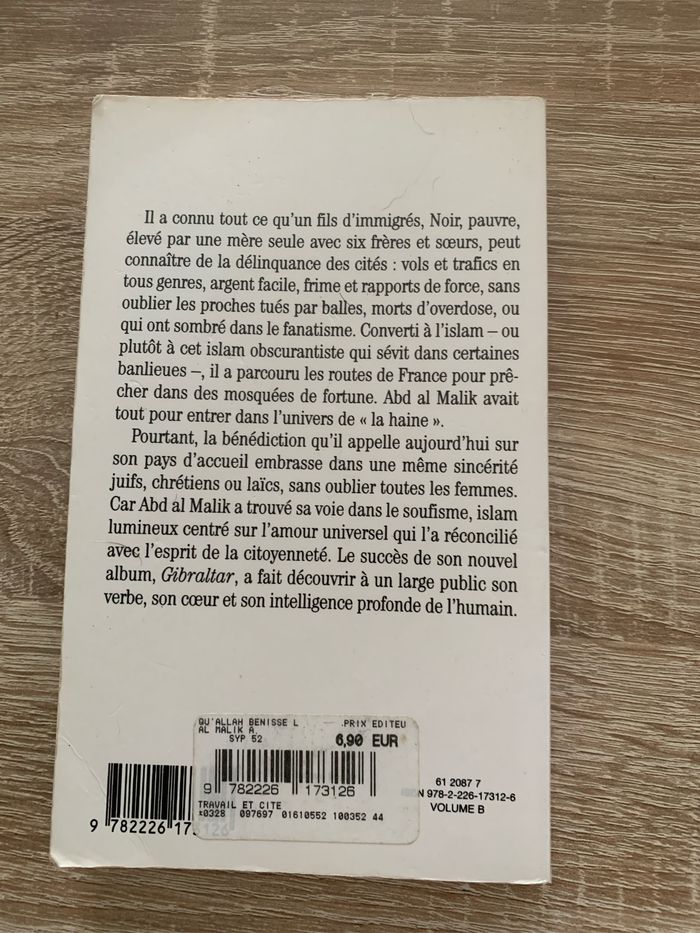 Il a connu tout ce qu'un fils d'immigrés, Noir, pauvre,
élevé par une mère seule avec six frères et sœurs, peut
connaître de la délinquance des cités : vols et trafics en
tous genres, argent facile, frime et rapports de force, sans
oublier les proches tués par balles, morts d'overdose, ou
qui ont sombré dans le fanatisme. Converti à l'islam – ou
plutôt à cet islam obscurantiste qui sévit dans certaines
banlieues –, il a parcouru les routes de France pour prê-
cher dans des mosquées de fortune. Abd al Malik avait
tout pour entrer dans l'univers de « la haine ».
Pourtant, la bénédiction qu'il appelle aujourd'hui sur
son pays d'accueil embrasse dans une même sincérité
juifs, chrétiens ou laïcs, sans oublier toutes les femmes.
Car Abd al Malik a trouvé sa voie dans le soufisme, islam
lumineux centré sur l'amour universel qui l'a réconcilié
avec l'esprit de la citoyenneté. Le succès de son nouvel
album, Gibraltar, a fait découvrir à un large public son
verbe, son cœur et son intelligence profonde de l'humain.
QU'ALLAH BENISSE L .PRIX EDITEU
AL MALIK A.
SYP 52 6,90 EUR
9 782226 173126
TRAVAIL ET CITE
*0328 097697 01610552 100352 44
61 2087 7
N 978-2-226-17312-6
VOLUME B
9 782226 173126